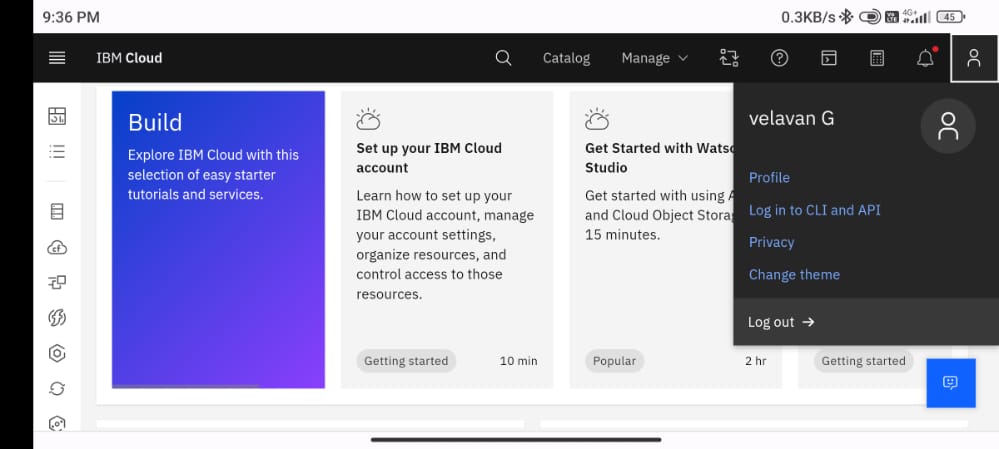 9:36 PM
0.3KB/s
4G+
45
IBM Cloud
Catalog
Manage
Build
Explore IBM Cloud with this
selection of easy starter
tutorials and services.
Set up your IBM Cloud
account
Learn how to set up your
IBM Cloud account, manage
your account settings,
organize resources, and
control access to those
resources.
Getting started
10 min
Get Started with Watso
Studio
Get started with using A
and Cloud Object Storag
15 minutes.
Popular
2 hr
Getting started
velavan G
Profile
Log in to CLI and API
Privacy
Change theme
Log out →